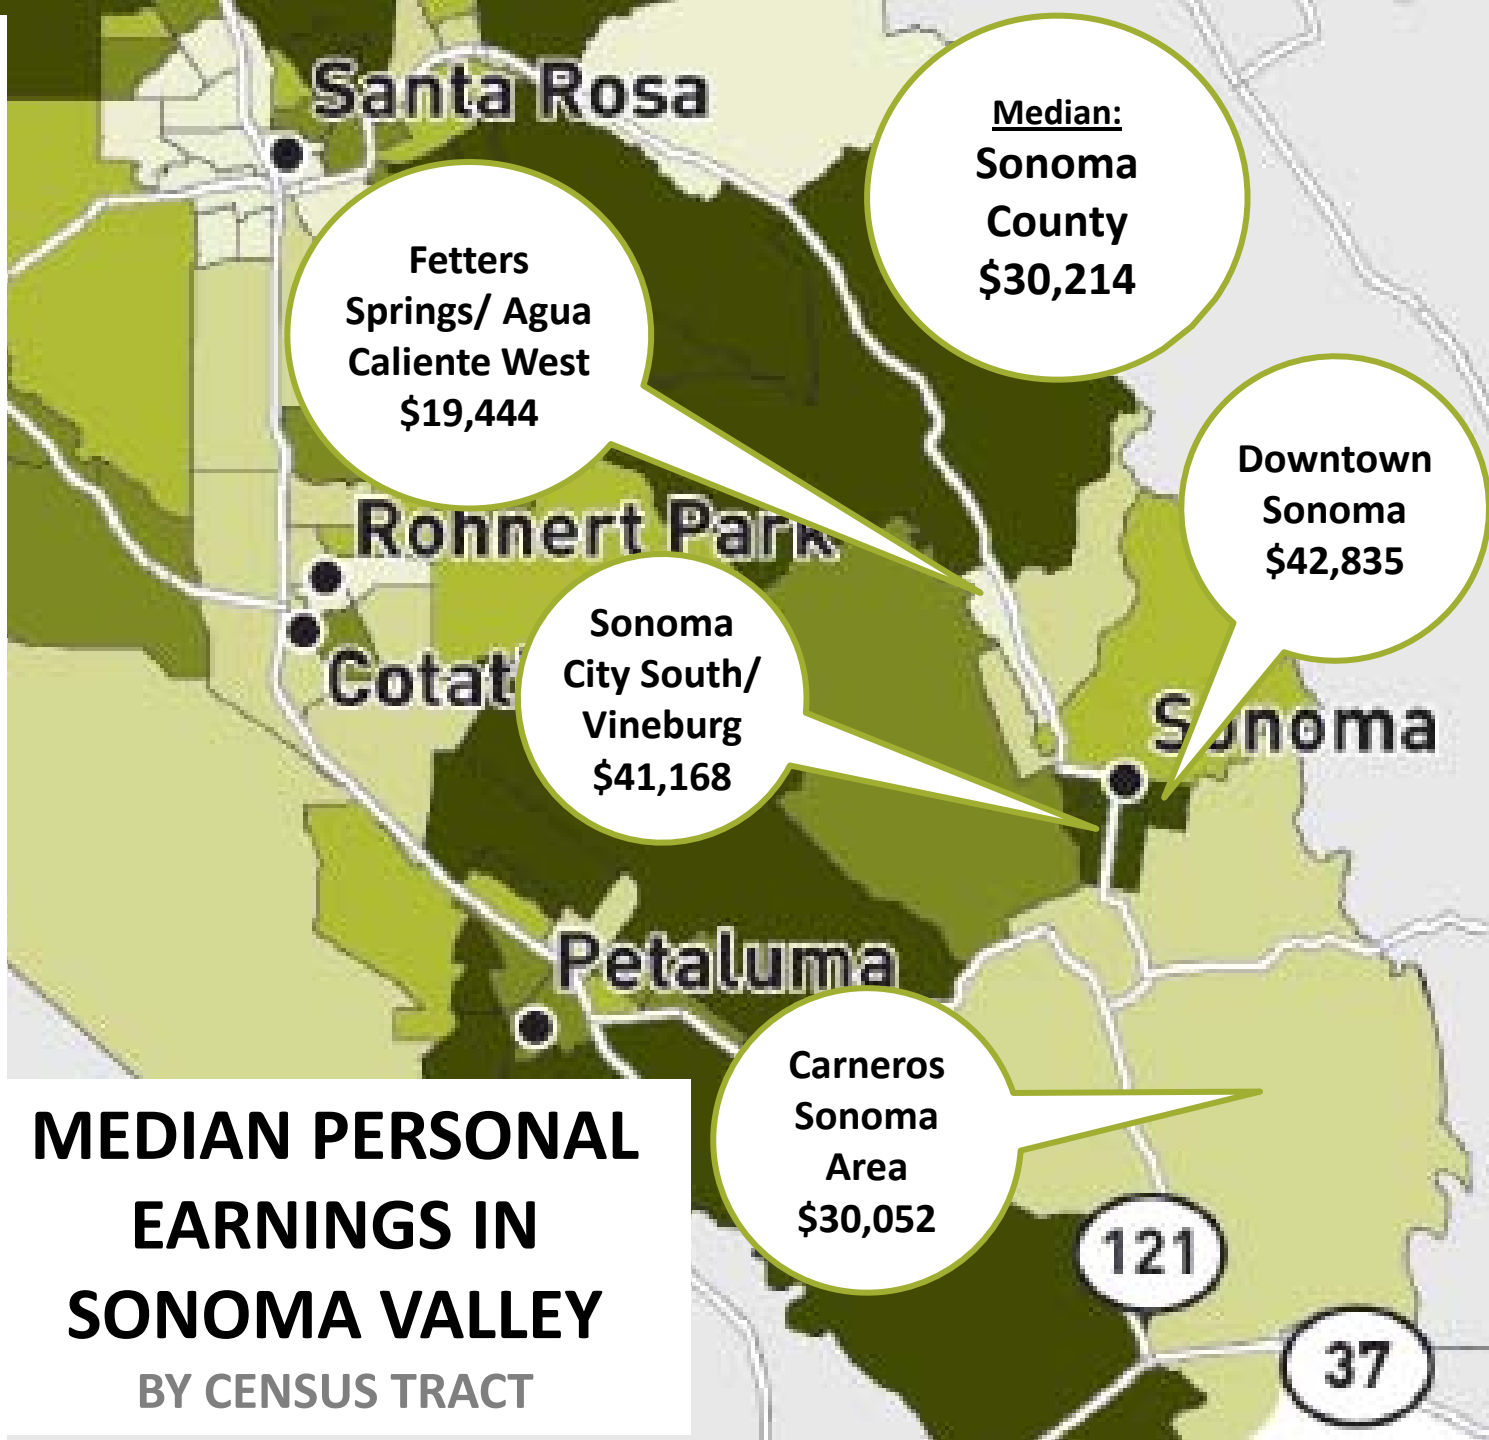 Santa Rosa
Median:
Sonoma
County
$30,214
Fetters
Springs/ Agua
Caliente West
$19,444
Downtown
Sonoma
$42,835
Rohnert Park
Sonoma
City South/
Vineburg
$41,168
Cotat
Sonoma
Petaluma
Carneros
Sonoma
Area
$30,052
121
37
MEDIAN PERSONAL
EARNINGS IN
SONOMA VALLEY
BY CENSUS TRACT